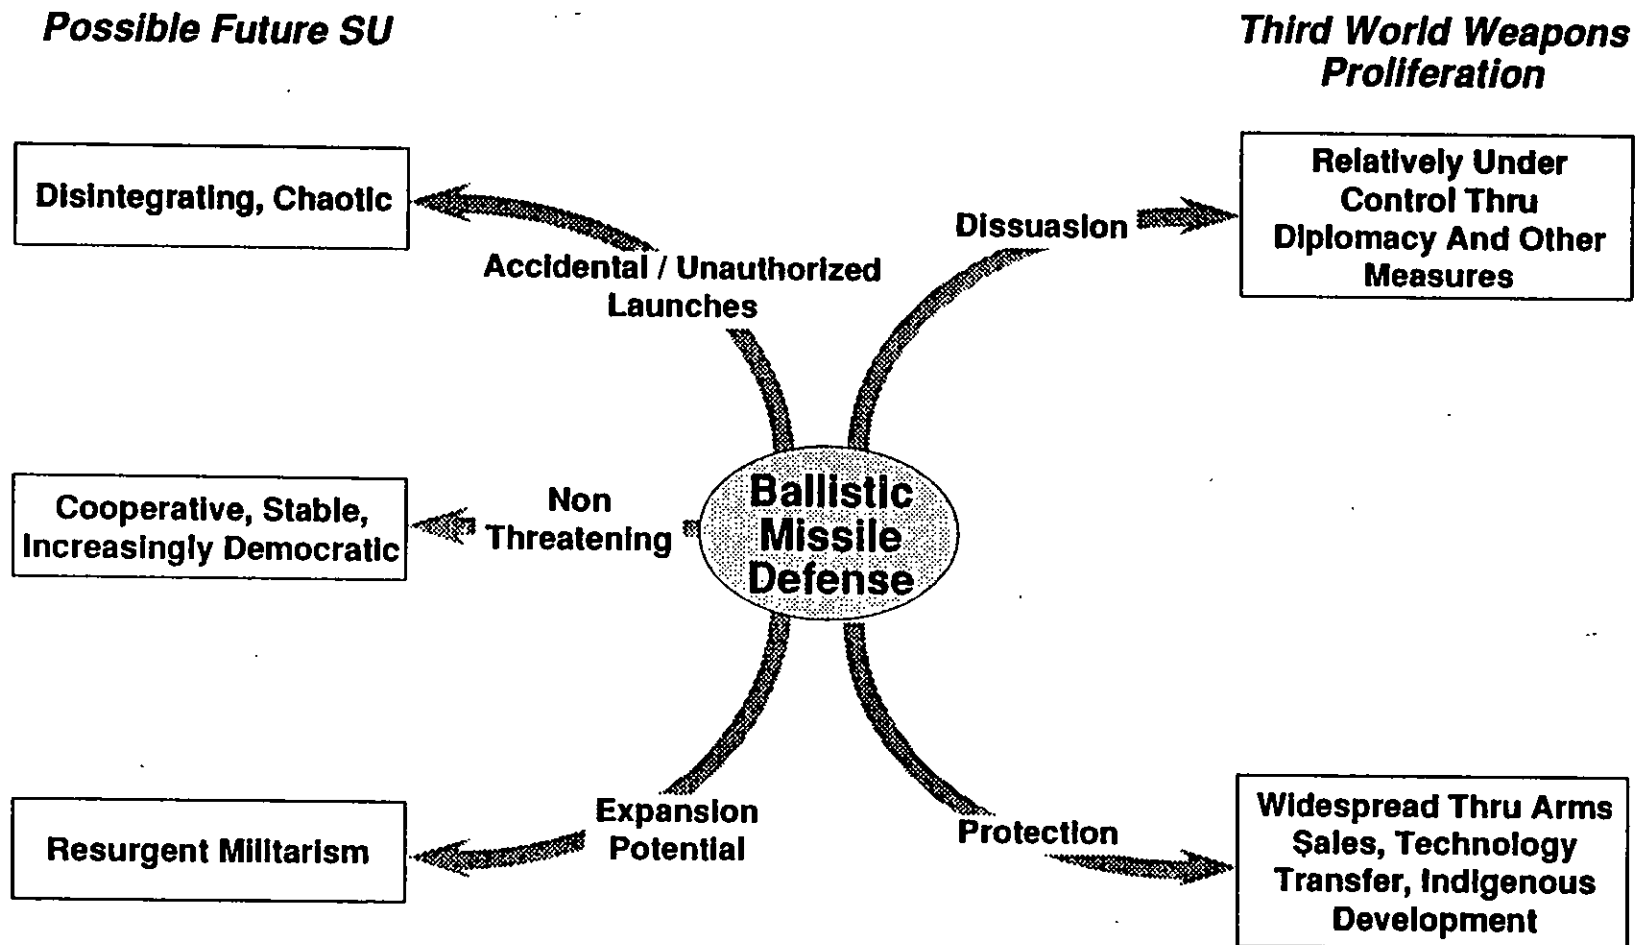 Possible Future SU
Third World Weapons
Proliferation
Disintegrating, Chaotic
Accidental / Unauthorized
Launches
Dissuasion
Relatively Under
Control Thru
Diplomacy And Other
Measures
Cooperative, Stable,
Increasingly Democratic
Non
Threatening
Ballistic
Missile
Defense
Resurgent Militarism
Expansion
Potential
Protection
Widespread Thru Arms
Sales, Technology
Transfer, Indigenous
Development